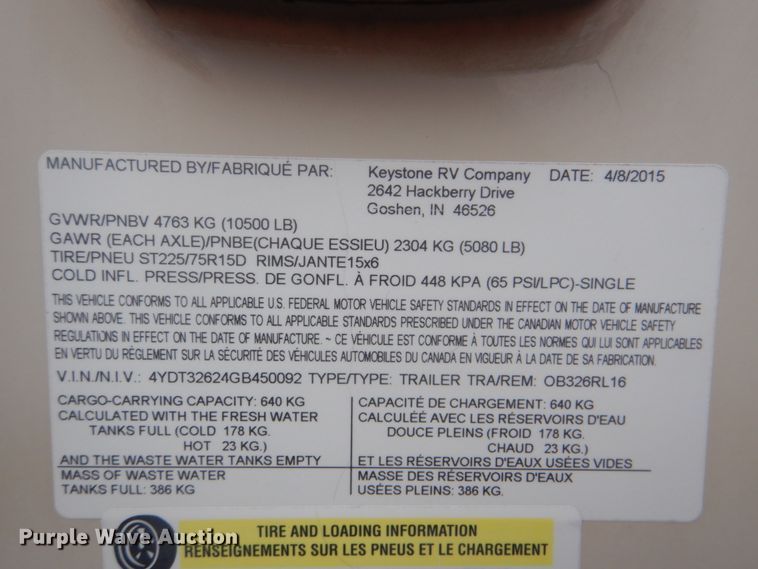 MANUFACTURED BY/FABRIQUÉ PAR: Keystone RV Company DATE: 4/8/2015
2642 Hackberry Drive
Goshen, IN 46526
GVWR/PNBV 4763 KG (10500 LB)
GAWR (EACH AXLE)/PNBE(CHAQUE ESSIEU) 2304 KG (5080 LB)
TIRE/PNEU ST225/75R15D RIMS/JANTE15x6
COLD INFL. PRESS/PRESS. DE GONFL. À FROID 448 KPA (65 PSI/LPC)-SINGLE
THIS VEHICLE CONFORMS TO ALL APPLICABLE U.S. FEDERAL MOTOR VEHICLE SAFETY STANDARDS IN EFFECT ON THE DATE OF MANUFACTURE
SHOWN ABOVE. THIS VEHICLE CONFORMS TO ALL APPLICABLE STANDARDS PRESCRIBED UNDER THE CANADIAN MOTOR VEHICLE SAFETY
REGULATIONS IN EFFECT ON THE DATE OF MANUFACTURE. ~ CE VÉHICULE EST CONFORME À TOUTES LES NORMES QUI LUI SONT APPLICABLES
EN VERTU DU RÈGLEMENT SUR LA SÉCURITÉ DES VÉHICULES AUTOMOBILES DU CANADA EN VIGUEUR À LA DATE DE SA FABRICATION.
V.I.N./N.I.V.: 4YDT32624GB450092 TYPE/TYPE: TRAILER TRA/REM: OB326RL16
CARGO-CARRYING CAPACITY: 640 KG
CALCULATED WITH THE FRESH WATER
TANKS FULL (COLD 178 KG.
HOT 23 KG.)
AND THE WASTE WATER TANKS EMPTY
MASS OF WASTE WATER
TANKS FULL: 386 KG
CAPACITÉ DE CHARGEMENT: 640 KG
CALCULÉE AVEC LES RÉSERVOIRS D'EAU
DOUCE PLEINS (FROID 178 KG.
CHAUD 23 KG.)
ET LES RÉSERVOIRS D'EAUX USÉES VIDES
MASSE DES RÉSERVOIRS D'EAUX
USÉES PLEINS: 386 KG.
TIRE AND LOADING INFORMATION
RENSEIGNEMENTS SUR LES PNEUS ET LE CHARGEMENT
Purple Wave Auction